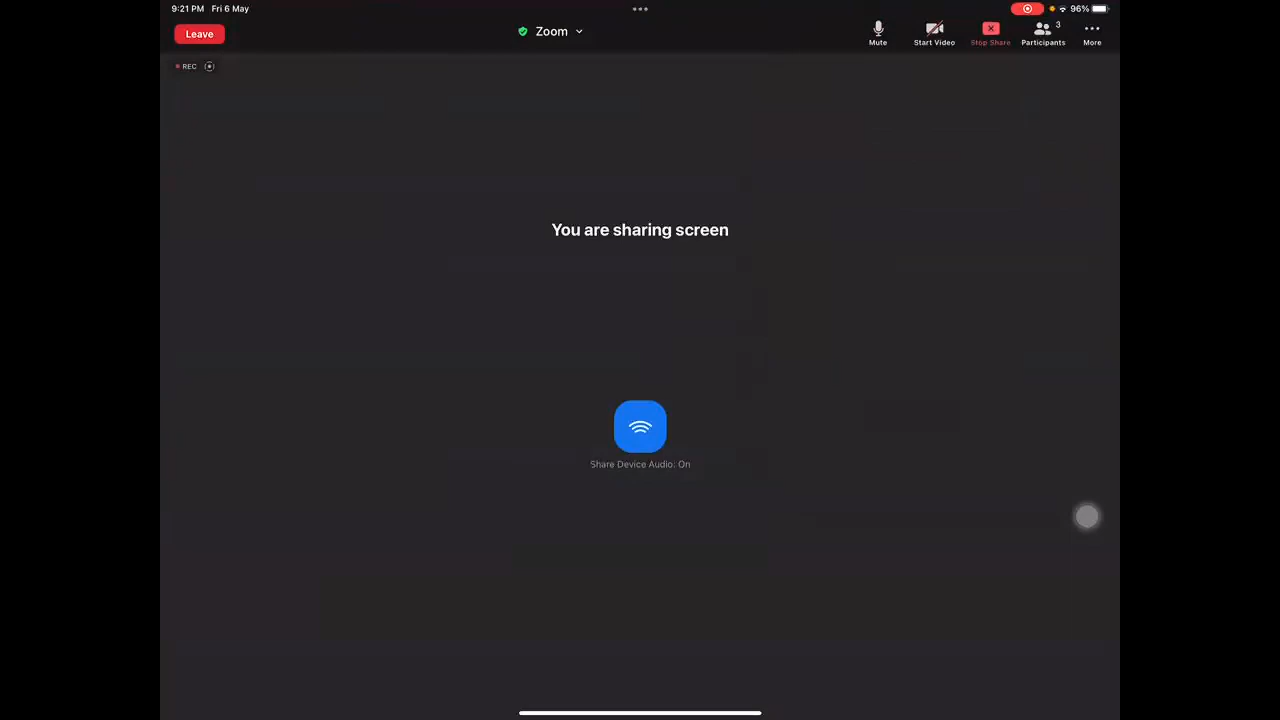 9:21 PM Fri 6 May
96%
Leave
Zoom
Mute
Start Video
Stop Share
Participants
3
More
REC
You are sharing screen
Share Device Audio: On